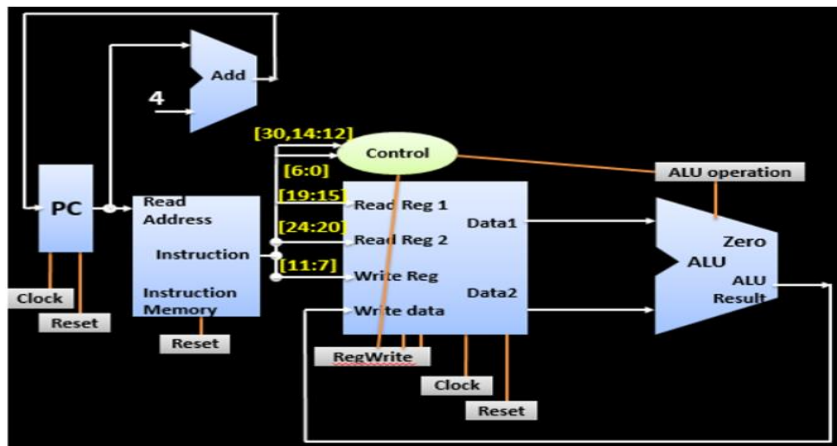 Add
4
[30,14:12]
Control
[6:0]
ALU operation
PC
Read
Address
[19:15]
Read Reg 1
Data1
[24:20]
Read Reg 2
Zero
Instruction
ALU
[11:7]
Write Reg
ALU
Result
Instruction
Memory
Data2
Write data
Clock
Reset
Reset
RegWrite
Clock
Reset